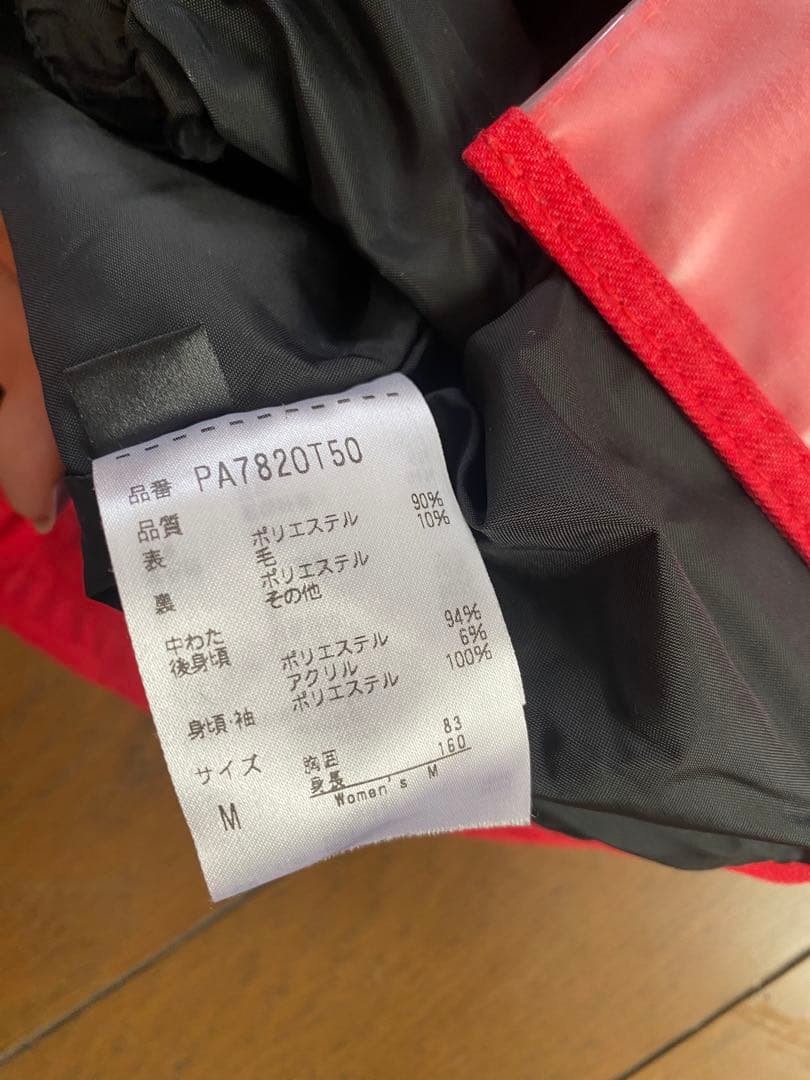 品番 PA7820T50
品質
表 ポリエステル 90%
毛 10%
裏 ポリエステル
その他
中わた
後身頃 ポリエステル 94%
アクリル 6%
身頃・袖 ポリエステル 100%
サイズ 胸囲 83
身長 160
M Women's M